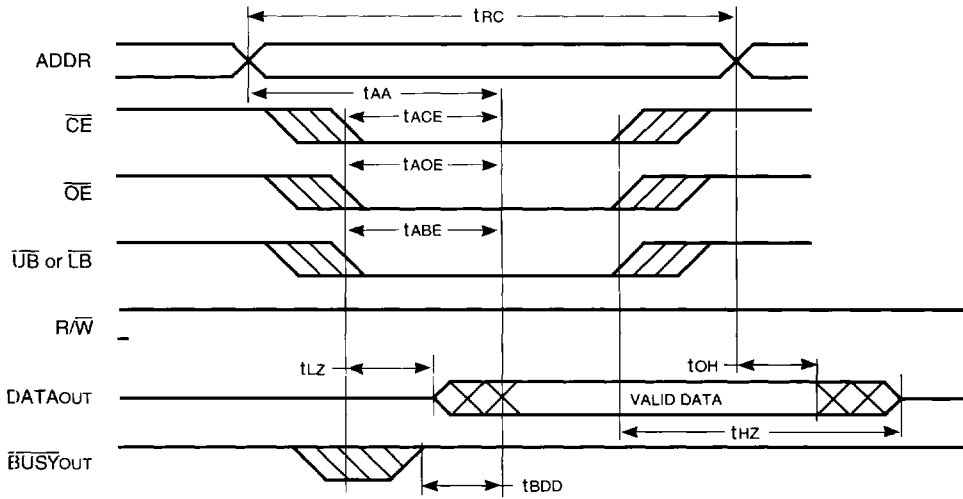 tRC
ADDR
tAA
CE
tACE
tAOE
OE
tABE
UB or LB
R/W
tLZ
tOH
DATAOUT
VALID DATA
tHZ
BUSYOUT
tBDD